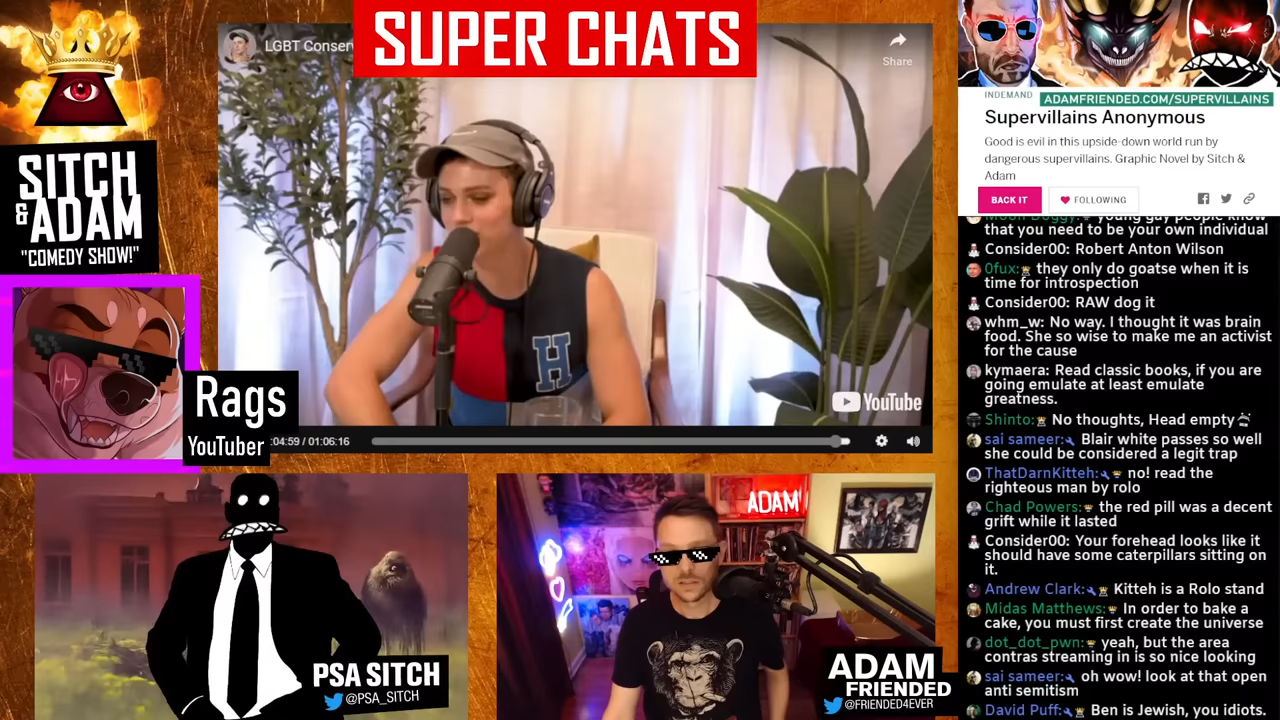 SUPER CHATS
LGBT Conser
Share
SITCH
& ADAM
"COMEDY SHOW!"
H
YouTube
:04:59 / 01:06:16
Rags
YouTuber
ADAM
PSA SITCH
@PSA_SITCH
ADAM
FRIENDED
@FRIENDED4EVER
INDEMAND
ADAMFRIENDED.COM/SUPERVILLAINS
Supervillains Anonymous
Good is evil in this upside-down world run by
dangerous supervillains. Graphic Novel by Sitch &
Adam
BACK IT
FOLLOWING
Moon Doggy: young gay people know
that you need to be your own individual
Consider00: Robert Anton Wilson
0fux: they only do goatse when it is
time for introspection
Consider00: RAW dog it
whm_w: No way. I thought it was brain
food. She so wise to make me an activist
for the cause
kymaera: Read classic books, if you are
going emulate at least emulate
greatness.
Shinto: No thoughts, Head empty
sai sameer: Blair white passes so well
she could be considered a legit trap
ThatDarnKitteh: no! read the
righteous man by rolo
Chad Powers: the red pill was a decent
grift while it lasted
Consider00: Your forehead looks like it
should have some caterpillars sitting on
it.
Andrew Clark: Kitteh is a Rolo stand
Midas Matthews: In order to bake a
cake, you must first create the universe
dot_dot_pwn: yeah, but the area
contras streaming in is so nice looking
sai sameer: oh wow! look at that open
anti semitism
David Puff: Ben is Jewish, you idiots.